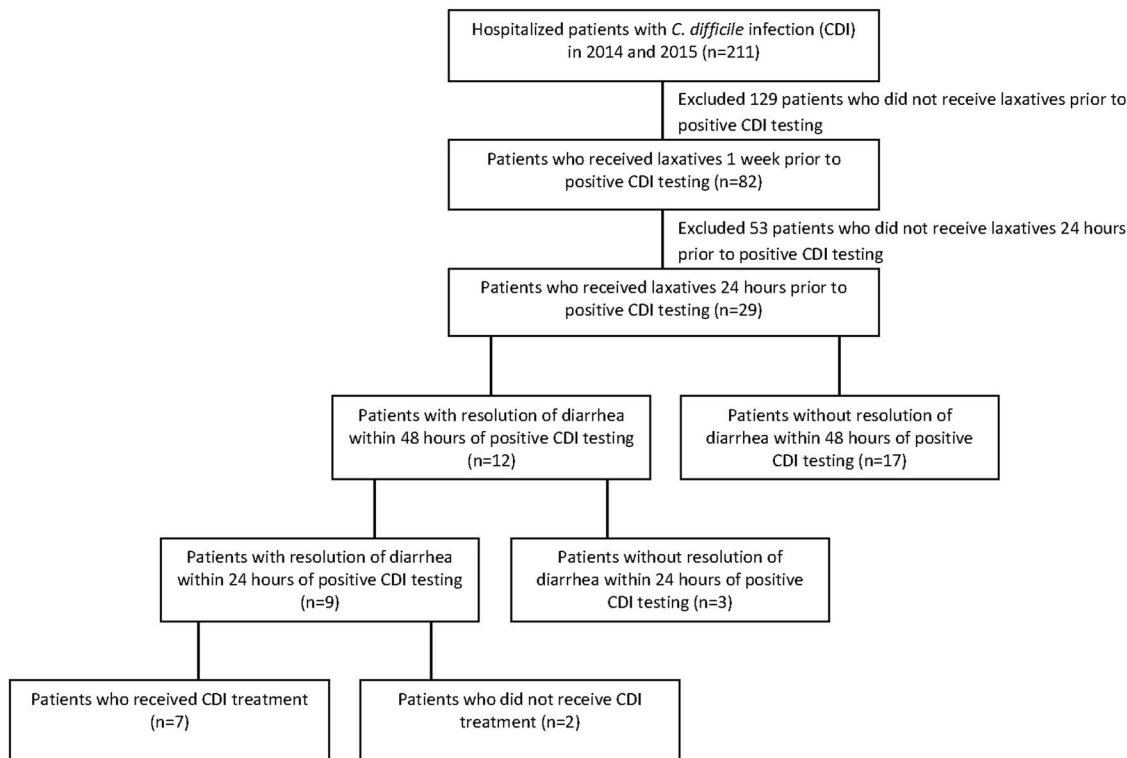 Hospitalized patients with C. difficile infection (CDI)
in 2014 and 2015 (n=211)
Excluded 129 patients who did not receive laxatives prior to
positive CDI testing
Patients who received laxatives 1 week prior to
positive CDI testing (n=82)
Excluded 53 patients who did not receive laxatives 24 hours
prior to positive CDI testing
Patients who received laxatives 24 hours prior to
positive CDI testing (n=29)
Patients with resolution of diarrhea
within 48 hours of positive CDI testing
(n=12)
Patients without resolution of
diarrhea within 48 hours of positive
CDI testing (n=17)
Patients with resolution of diarrhea
within 24 hours of positive CDI testing
(n=9)
Patients without resolution of
diarrhea within 24 hours of positive
CDI testing (n=3)
Patients who received CDI treatment
(n=7)
Patients who did not receive CDI
treatment (n=2)